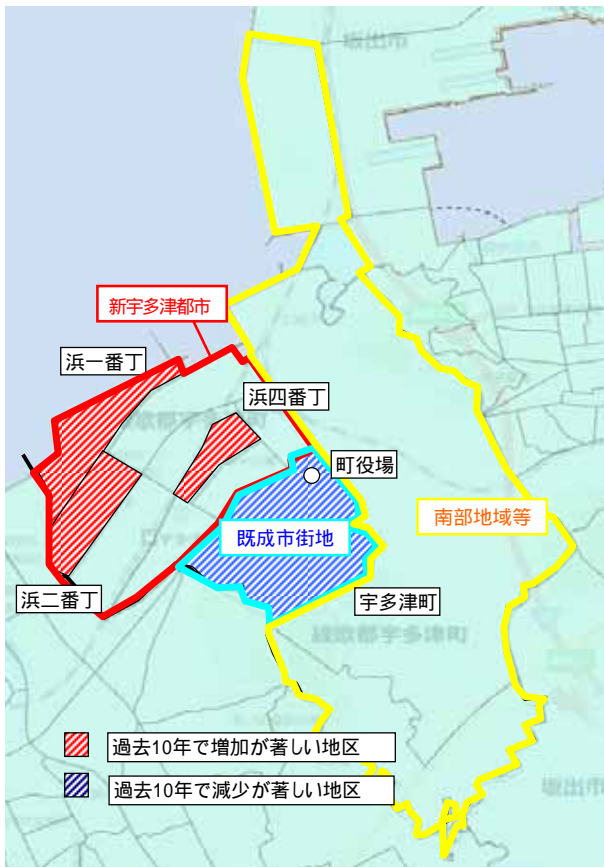 坂出市
新宇多津都市
浜一番丁
浜四番丁
町役場
既成市街地
南部地域等
浜二番丁
宇多津町
綾歌郡宇多津町
過去10年で増加が著しい地区
過去10年で減少が著しい地区
坂出市